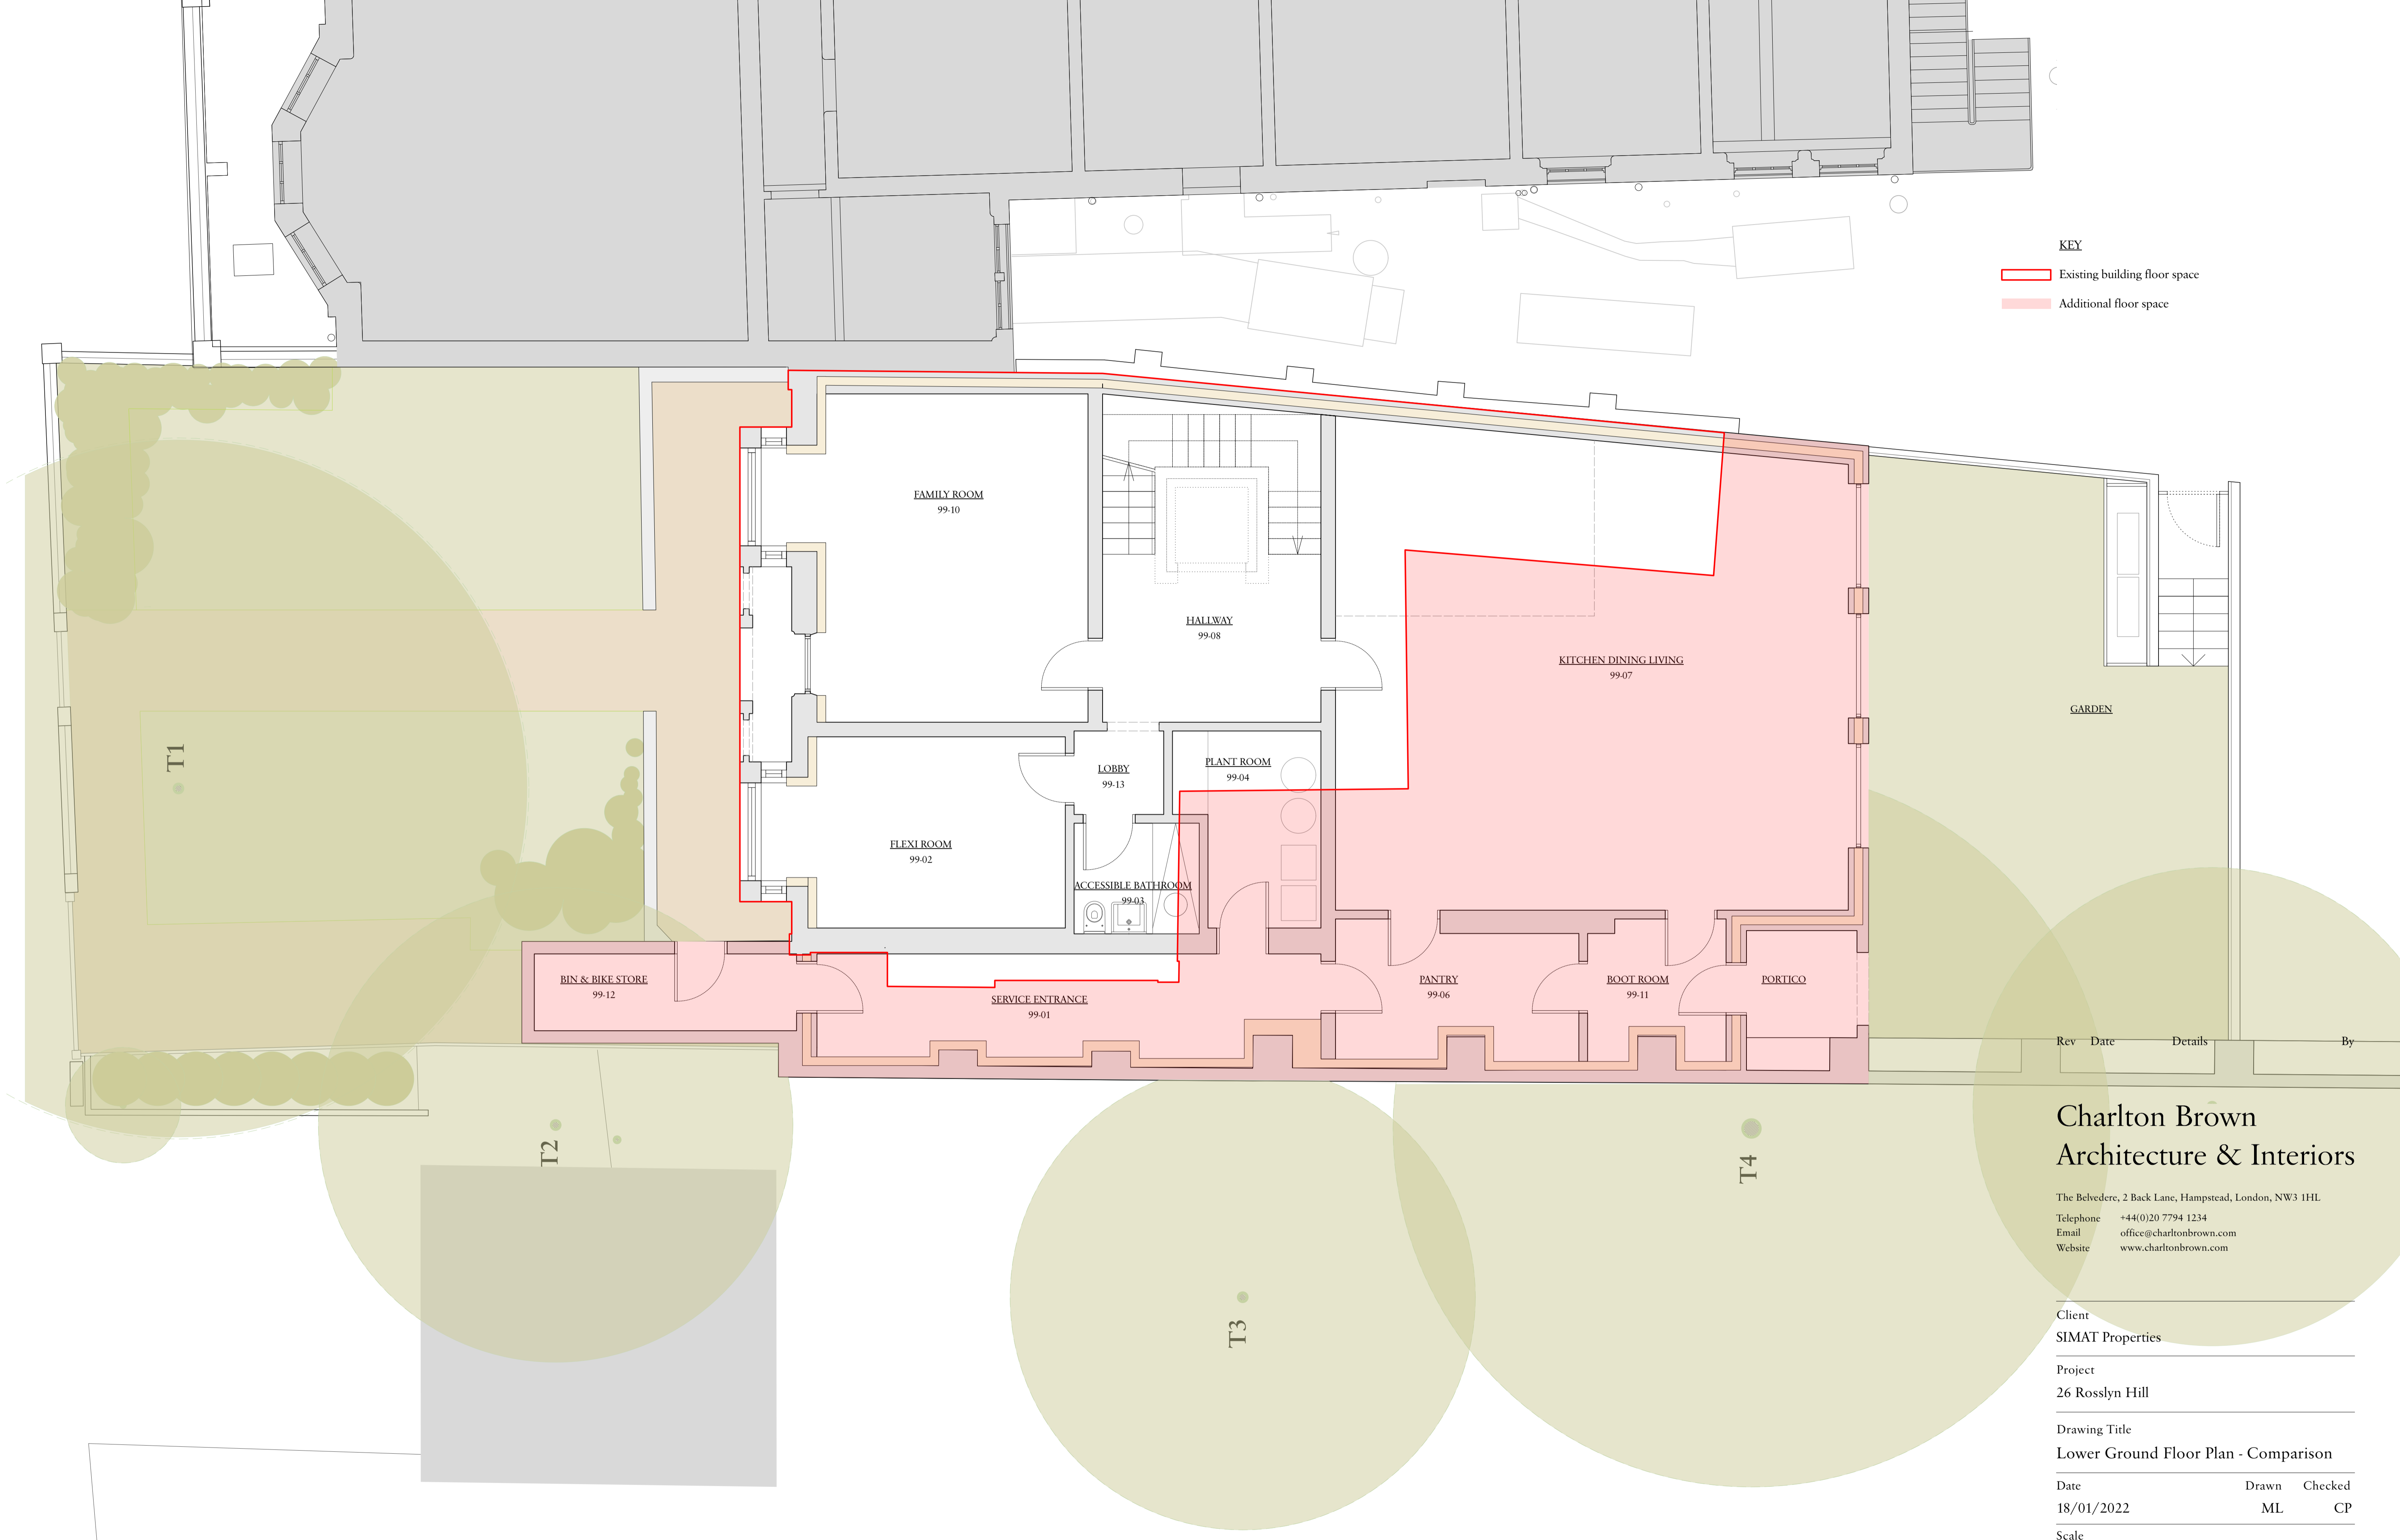 KEY
Existing building floor space
Additional floor space
FAMILY ROOM
99-10
HALLWAY
99-08
KITCHEN DINING LIVING
99-07
GARDEN
T1
LOBBY
99-13
PLANT ROOM
99-04
FLEXI ROOM
99-02
ACCESSIBLE BATHROOM
99-03
BIN & BIKE STORE
99-12
SERVICE ENTRANCE
99-01
PANTRY
99-06
BOOT ROOM
99-11
PORTICO
T2
T3
T4
Rev Date Details By
Charlton Brown
Architecture & Interiors
The Belvedere, 2 Back Lane, Hampstead, London, NW3 1HL
Telephone +44(0)20 7794 1234
Email office@charltonbrown.com
Website www.charltonbrown.com
Client
SIMAT Properties
Project
26 Rosslyn Hill
Drawing Title
Lower Ground Floor Plan - Comparison
Date Drawn Checked
18/01/2022 ML CP
Scale